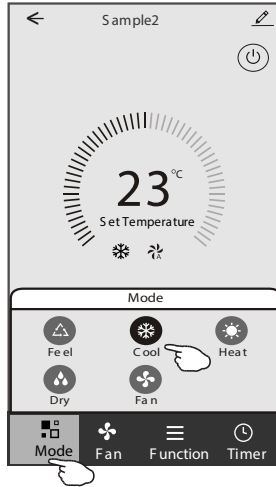 Sample2
23°C
Set Temperature
A
Mode
Feel Cool Heat
Dry Fan
Mode Fan Function Timer